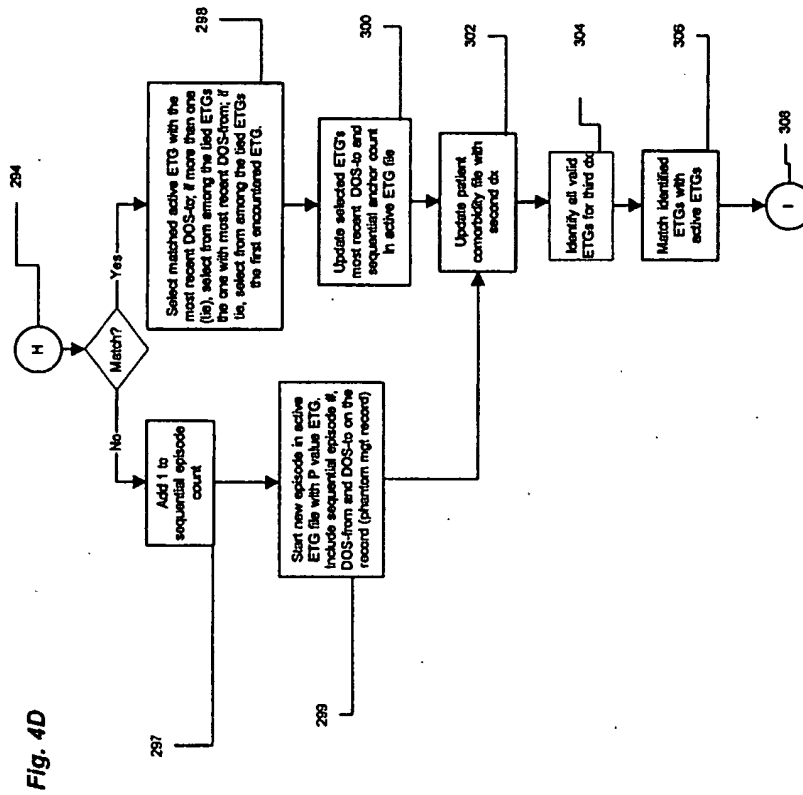 Fig. 4D
294
H
Match?
No
Yes
Add 1 to
sequential episode
count
297
Select matched active ETG with the
most recent DOS-to; if more than one
(tie), select from among the tied ETGs
the one with most recent DOS-from; if
tie, select from among the tied ETGs
the first encountered ETG.
298
Start new episode in active
ETG file with P value ETG.
Include sequential episode #,
DOS-from and DOS-to on the
record (phantom mgt record)
299
Update selected ETG's
most recent DOS-to and
sequential anchor count
in active ETG file
300
Update patient
comorbidity file with
second dx
302
Identify all valid
ETGs for third dx
304
Match identified
ETGs with
active ETGs
306
I
308